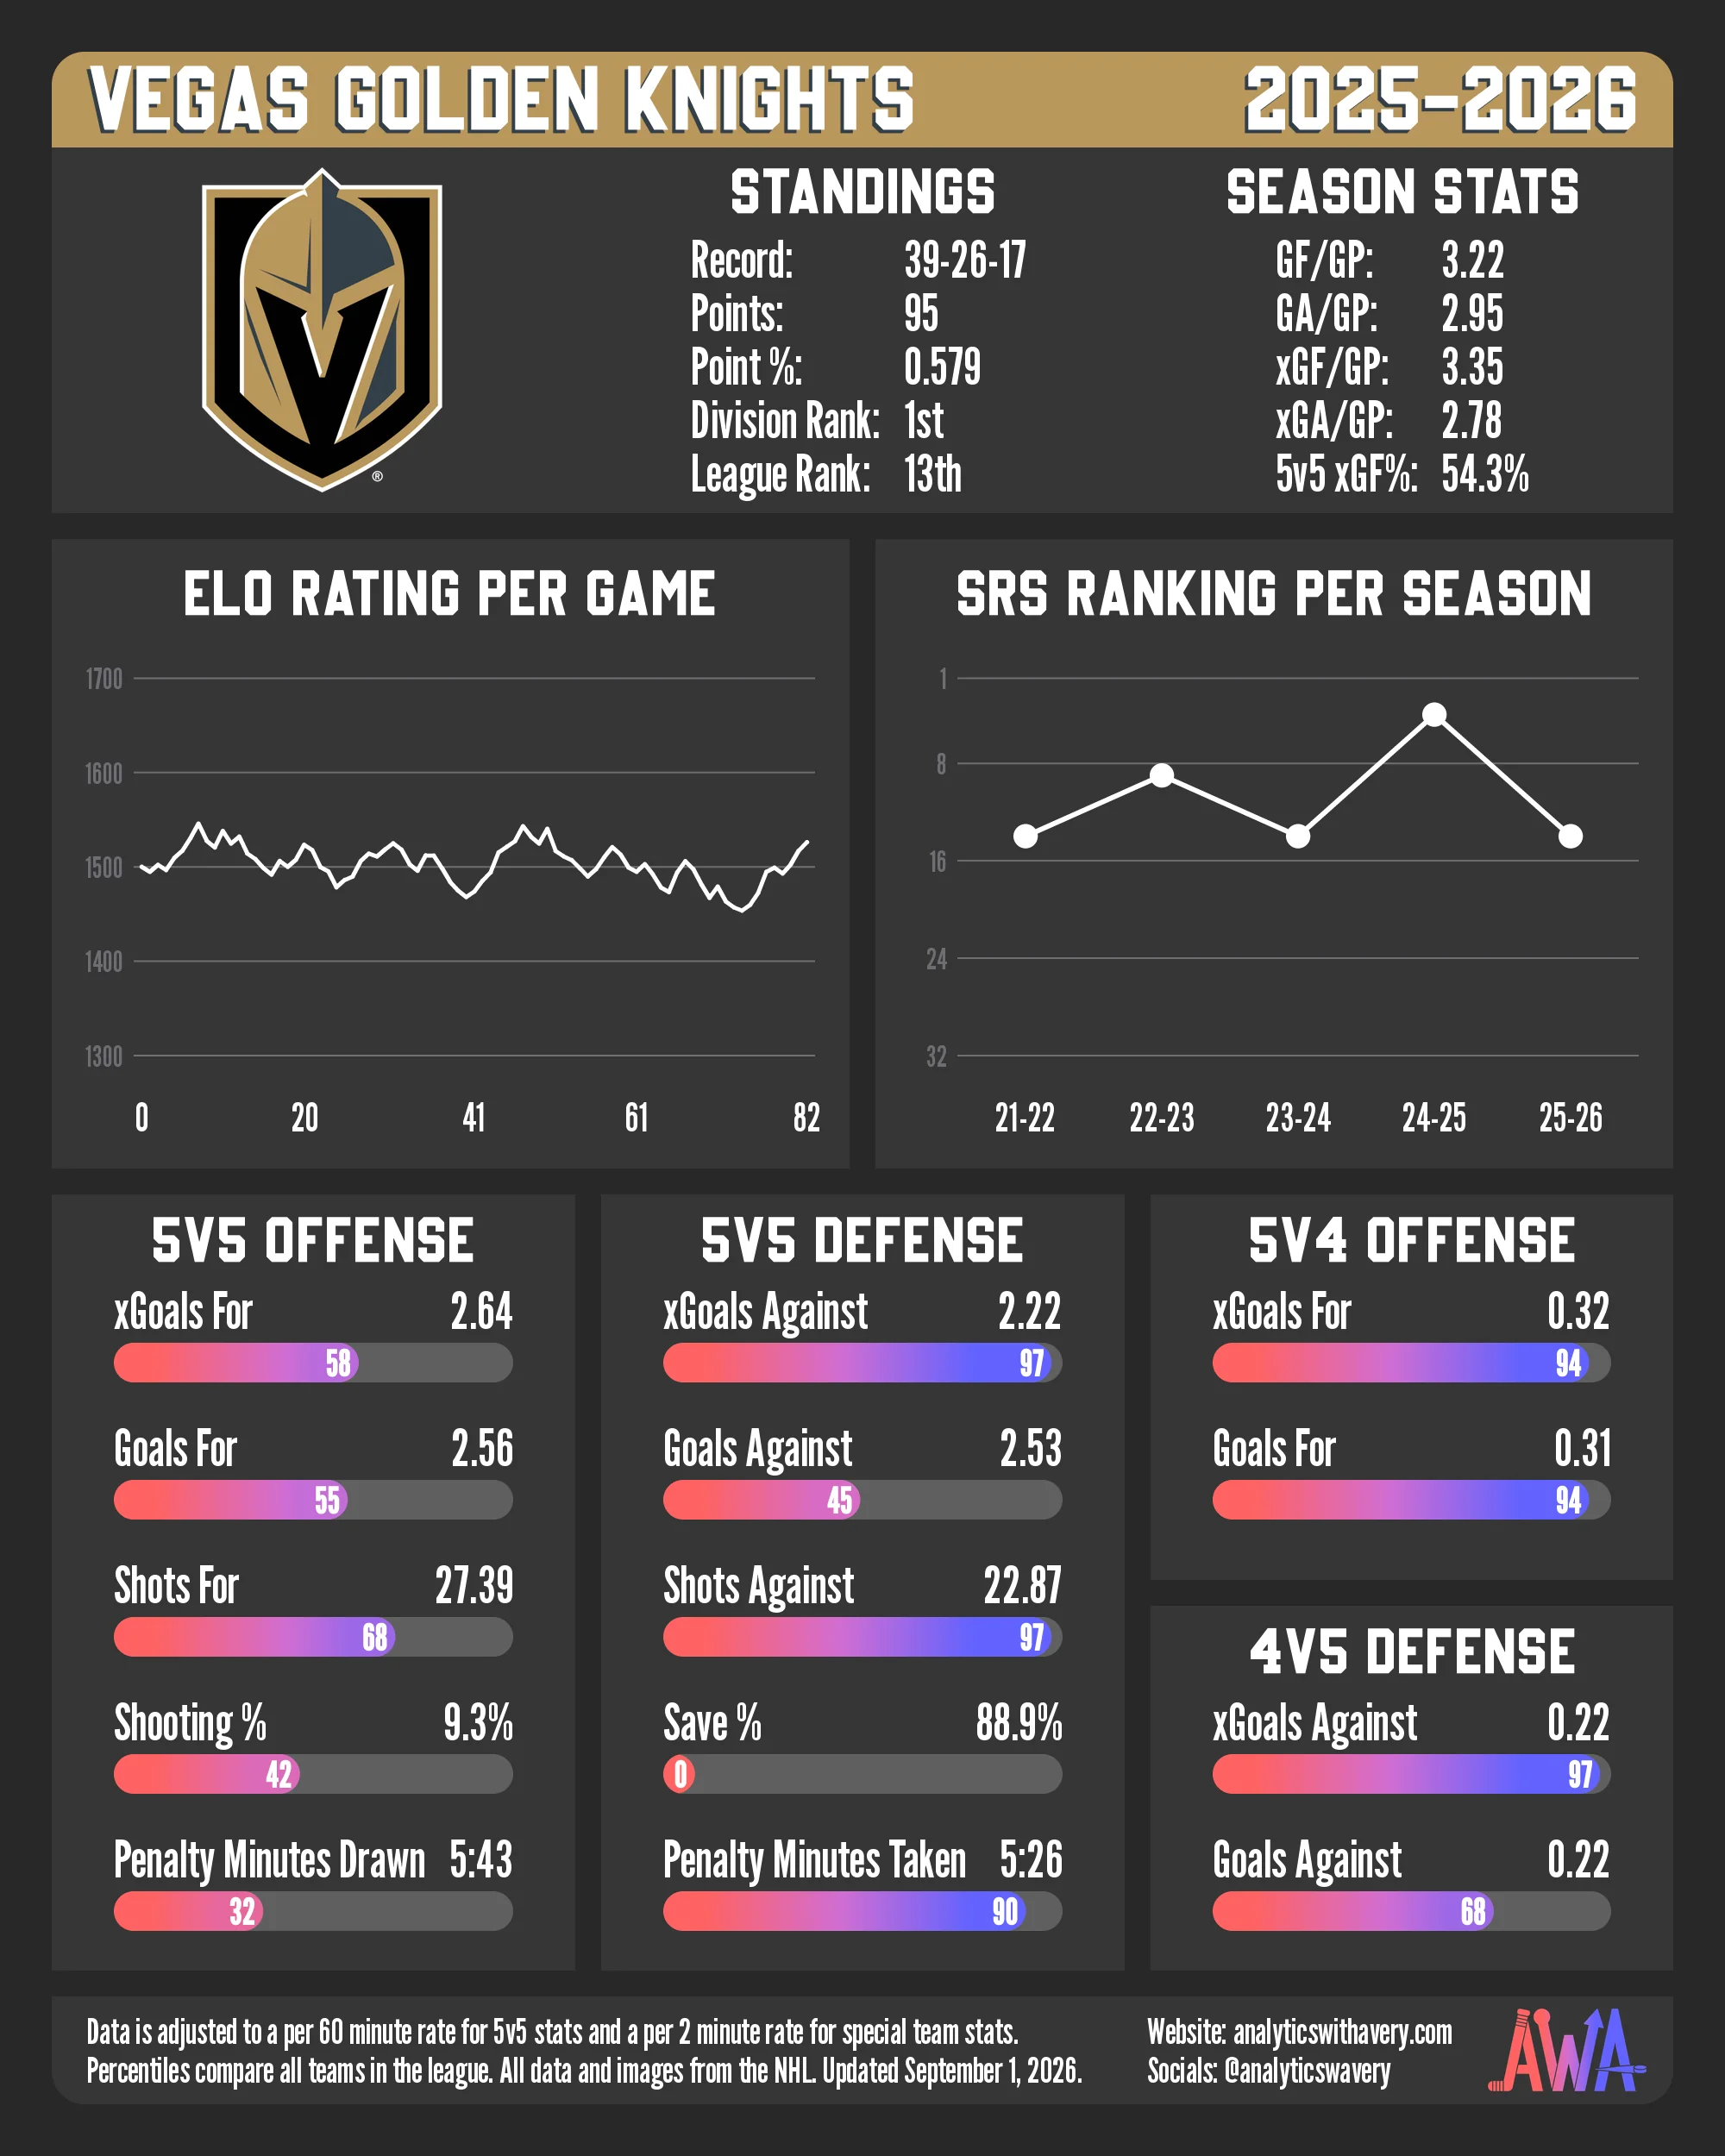 VEGAS GOLDEN KNIGHTS 2025-2026
STANDINGS
Record: 39-26-17
Points: 95
Point %: 0.579
Division Rank: 1st
League Rank: 13th
SEASON STATS
GF/GP: 3.22
GA/GP: 2.95
xGF/GP: 3.35
xGA/GP: 2.78
5v5 xGF%: 54.3%
®
ELO RATING PER GAME
1700
1600
1500
1400
1300
0 20 41 61 82
SRS RANKING PER SEASON
1
8
16
24
32
21-22 22-23 23-24 24-25 25-26
5V5 OFFENSE
xGoals For 2.64
58
Goals For 2.56
55
Shots For 27.39
68
Shooting % 9.3%
42
Penalty Minutes Drawn 5:43
32
5V5 DEFENSE
xGoals Against 2.22
97
Goals Against 2.53
45
Shots Against 22.87
97
Save % 88.9%
0
Penalty Minutes Taken 5:26
90
5V4 OFFENSE
xGoals For 0.32
94
Goals For 0.31
94
4V5 DEFENSE
xGoals Against 0.22
97
Goals Against 0.22
68
Data is adjusted to a per 60 minute rate for 5v5 stats and a per 2 minute rate for special team stats.
Percentiles compare all teams in the league. All data and images from the NHL. Updated September 1, 2026.
Website: analyticswithavery.com
Socials: @analyticswavery
AWA